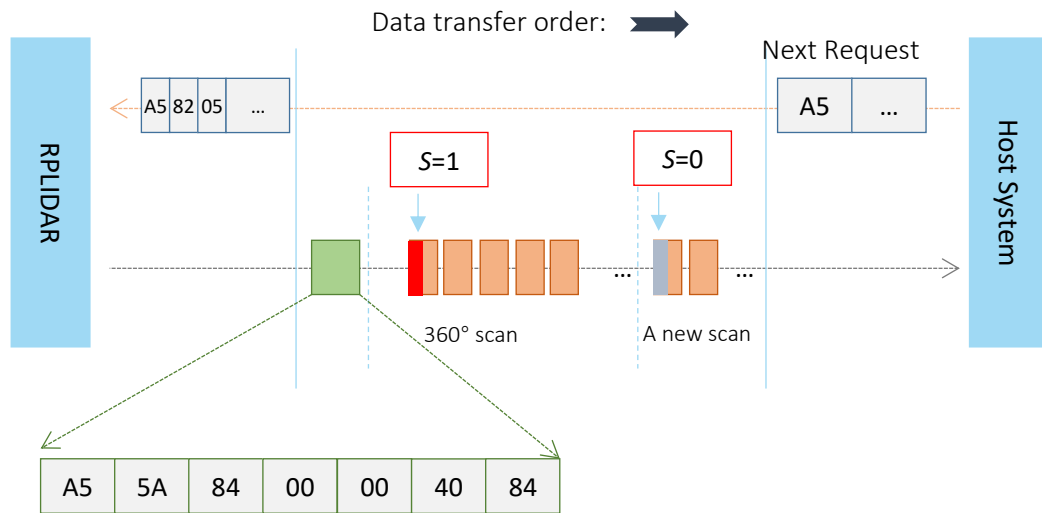 Data transfer order:
Next Request
RPLIDAR
A5 82 05 ...
A5 ...
Host System
S=1
S=0
... ...
360° scan
A new scan
A5 5A 84 00 00 40 84